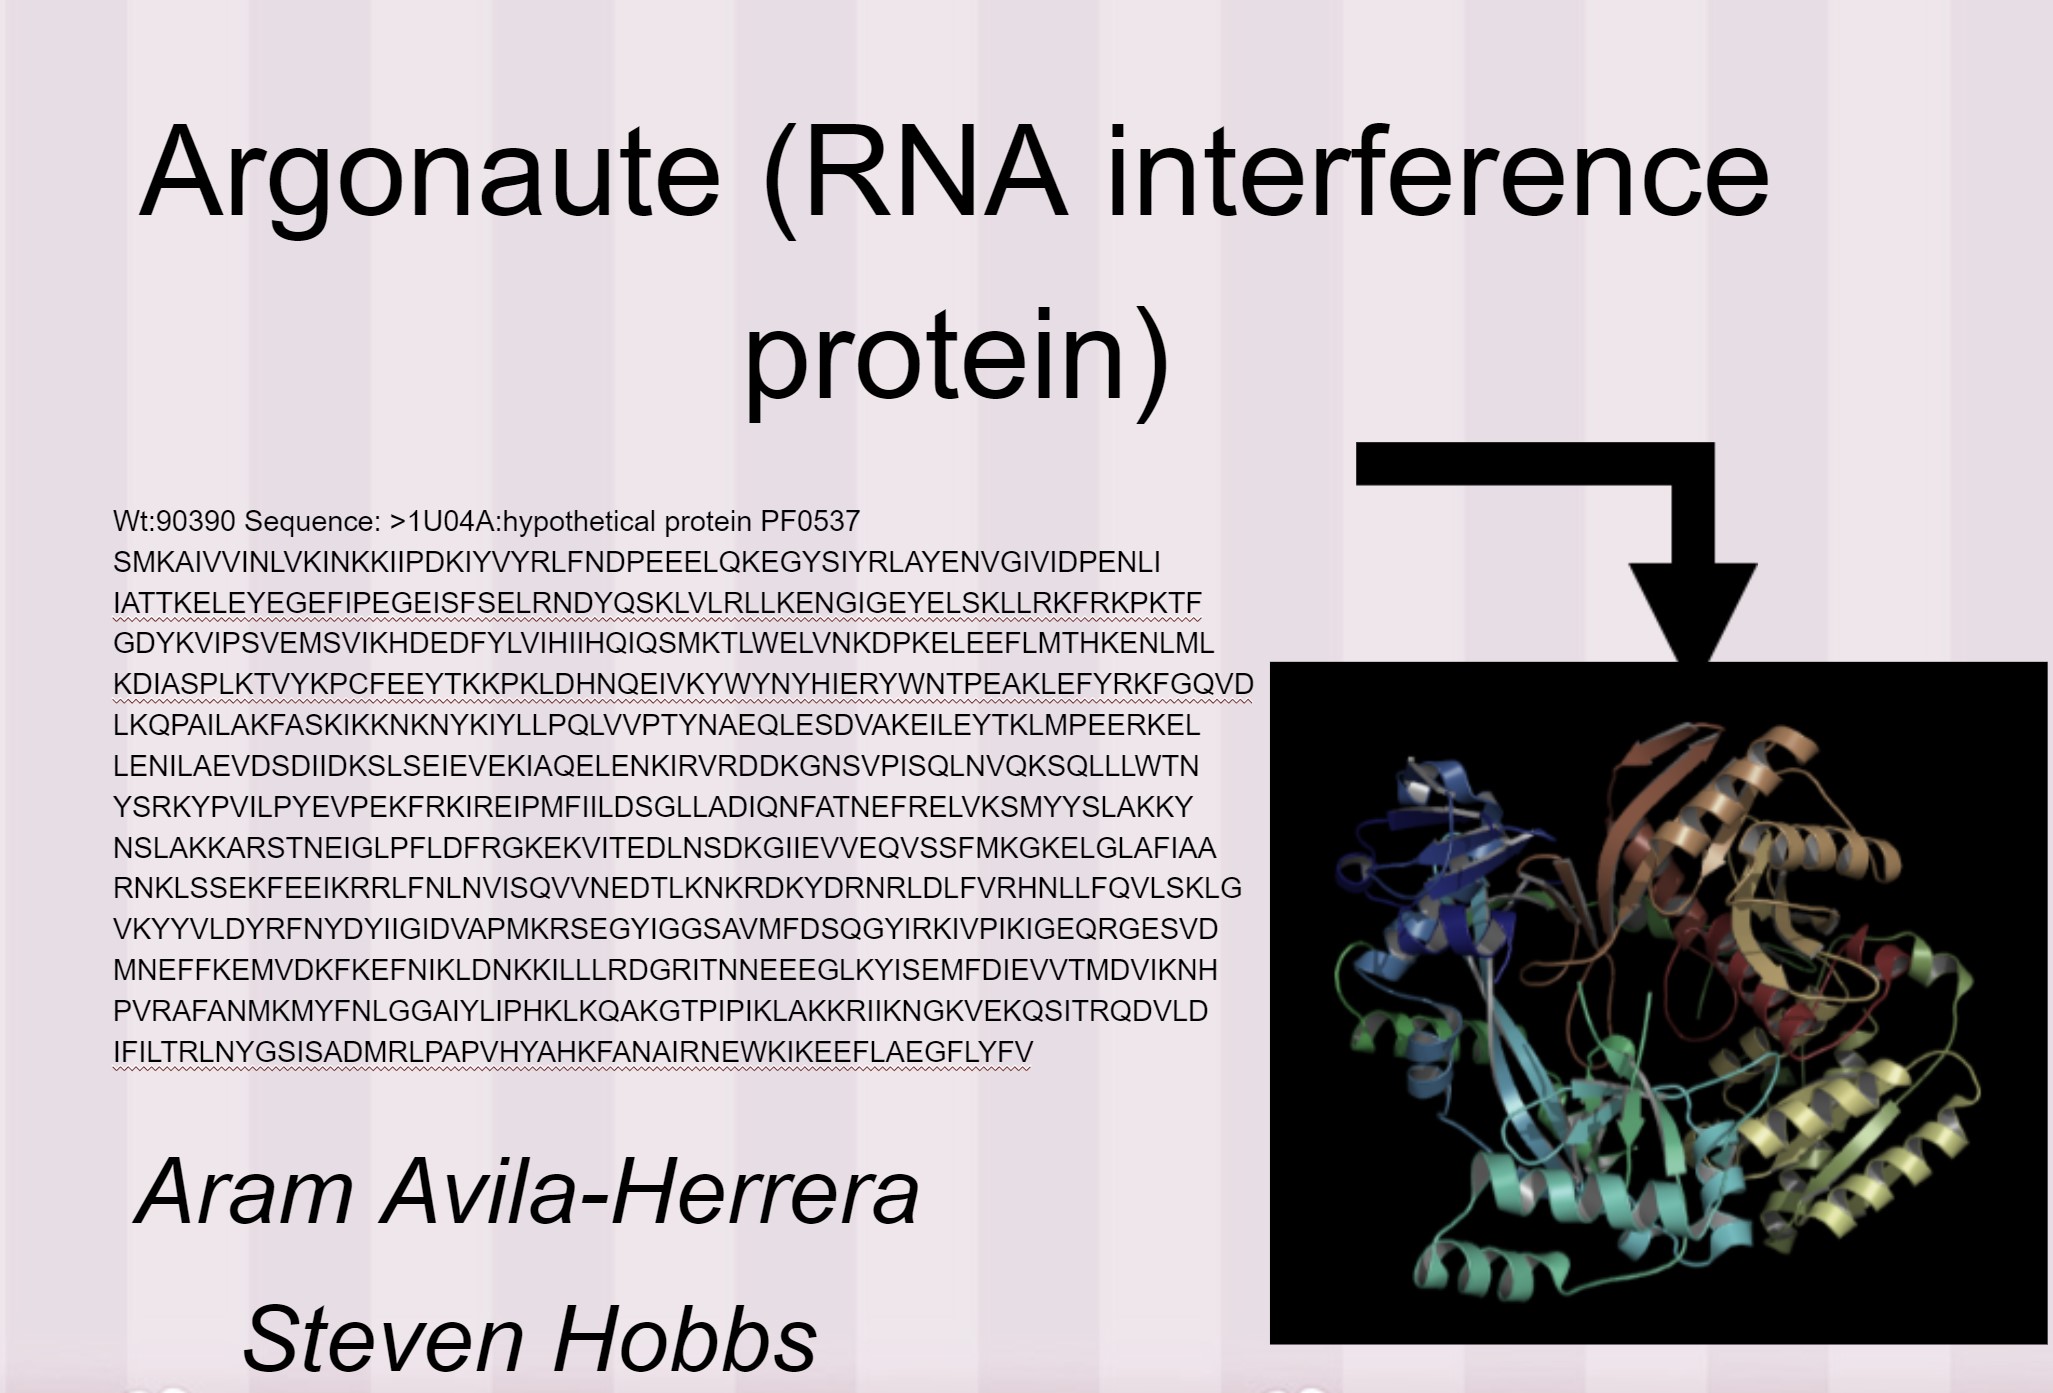 Argonaute (RNA interference
protein)
Wt:90390 Sequence: >1U04A:hypothetical protein PF0537
SMKAIVVINLVKINKKIIPDKIYVYRLFNDPEEELQKEGYSIYRLAYENVGIVIDPENLI
IATTKELEYEGEFIPEGEISFSELRNDYQSKLVLRLLKENGIGEYELSKLLRKFRKPKTF
GDYKVIPSVEMSVIKHDEDFYLVIHIIHQIQSMKTLWELVNKDPKELEEFLMTHKENLML
KDIASPLKTVYKPCFEEYTKKPKLDHNQEIVKYWYNYHIERYWNTPEAKLEFYRKFGQVD
LKQPAILAKFASKIKKNKNYKIYLLPQLVVPTYNAEQLESDVAKEILEYTKLMPEERKEL
LENILAEVDSDIIDKSLSEIEVEKIAQELENKIRVRDDKGNSVPISQLNVQKSQLLLWTN
YSRKYPVILPYEVPEKFRKIREIPMFIILDSGLLADIQNFATNEFRELVKSMYYSLAKKY
NSLAKKARSTNEIGLPFLDFRGKEKVITEDLNSDKGIIEVVEQVSSFMKGKELGLAFIAA
RNKLSSEKFEEIKRRLFNLNVISQVVNEDTLKNKRDKYDRNRLDLFVRHNLLFQVLSKLG
VKYYVLDYRFNYDYIIGIDVAPMKRSEGYIGGSAVMFDSQGYIRKIVPIKIGEQRGESVD
MNEFFKEMVDKFKEFNIKLDNKKILLLRDGRITNNEEEGLKYISEMFDIEVVTMDVIKNH
PVRAFANMKMYFNLGGAIYLIPHKLKQAKGTPIPIKLAKKRIIKNGKVEKQSITRQDVLD
IFILTRLNYGSISADMRLPAPVHYAHKFANAIRNEWKIKEEFLAEGFLYFV
Aram Avila-Herrera
Steven Hobbs